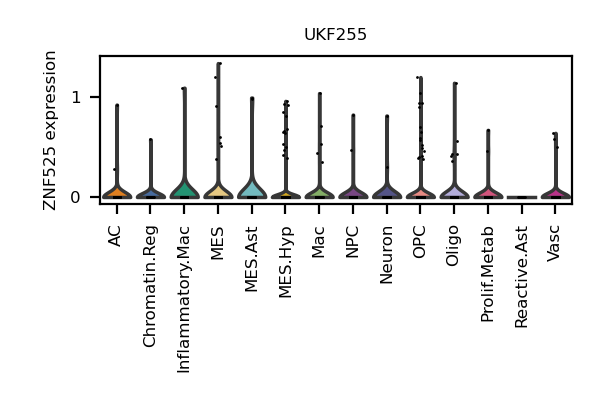 UKF255
ZNF525 expression
1
0
AC
Chromatin.Reg
Inflammatory.Mac
MES
MES.Ast
MES.Hyp
Mac
NPC
Neuron
OPC
Oligo
Prolif.Metab
Reactive.Ast
Vasc